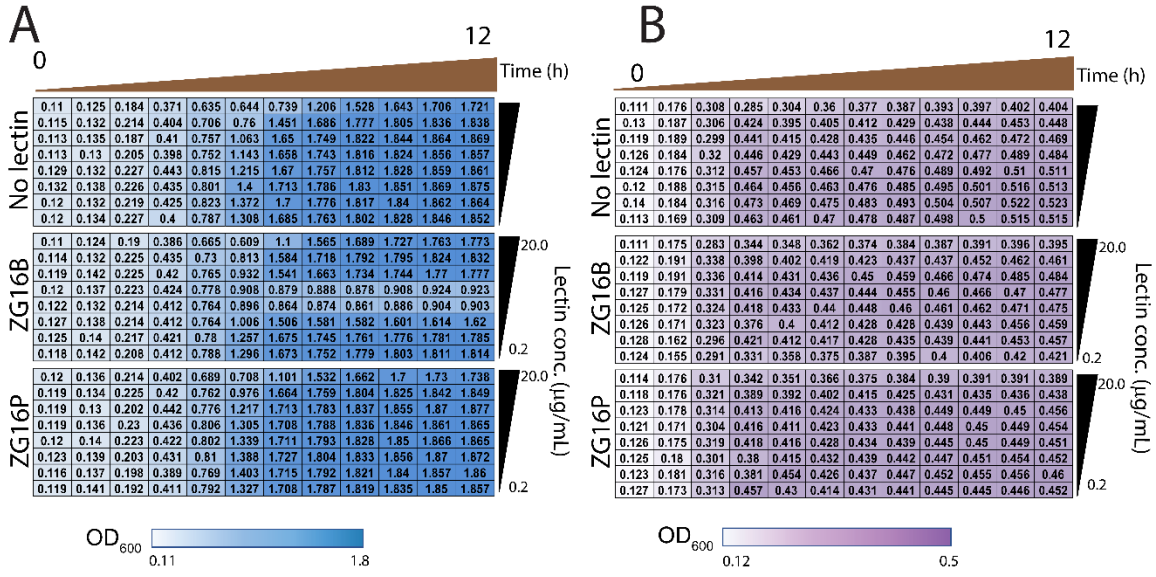 A
B
0
12
Time (h)
0
12
Time (h)
No lectin
0.11 0.125 0.184 0.371 0.635 0.644 0.739 1.206 1.528 1.643 1.706 1.721
0.115 0.132 0.214 0.404 0.706 0.76 1.451 1.686 1.777 1.805 1.836 1.838
0.113 0.135 0.187 0.41 0.757 1.063 1.65 1.749 1.822 1.844 1.864 1.869
0.113 0.13 0.205 0.398 0.752 1.143 1.658 1.743 1.816 1.824 1.856 1.857
0.129 0.132 0.227 0.443 0.815 1.215 1.67 1.757 1.812 1.828 1.859 1.861
0.132 0.138 0.226 0.435 0.801 1.4 1.713 1.786 1.83 1.851 1.869 1.875
0.12 0.132 0.219 0.425 0.823 1.372 1.7 1.776 1.817 1.84 1.862 1.864
0.12 0.134 0.227 0.4 0.787 1.308 1.685 1.763 1.802 1.828 1.846 1.852
ZG16B
0.11 0.124 0.19 0.386 0.665 0.609 1.1 1.565 1.689 1.727 1.763 1.773
0.114 0.132 0.225 0.435 0.73 0.813 1.584 1.718 1.792 1.795 1.824 1.832
0.119 0.142 0.225 0.42 0.765 0.932 1.541 1.663 1.734 1.744 1.77 1.777
0.12 0.137 0.223 0.424 0.778 0.908 0.879 0.888 0.878 0.908 0.924 0.923
0.122 0.132 0.214 0.412 0.764 0.896 0.864 0.874 0.861 0.886 0.904 0.903
0.127 0.138 0.214 0.412 0.764 1.006 1.506 1.581 1.582 1.601 1.614 1.62
0.125 0.14 0.217 0.421 0.78 1.257 1.675 1.745 1.761 1.776 1.781 1.785
0.118 0.142 0.208 0.412 0.788 1.296 1.673 1.752 1.779 1.803 1.811 1.814
20.0
0.2
ZG16P
0.12 0.136 0.214 0.402 0.689 0.708 1.101 1.532 1.662 1.7 1.73 1.738
0.119 0.134 0.225 0.42 0.762 0.976 1.664 1.759 1.804 1.825 1.842 1.849
0.119 0.13 0.202 0.442 0.776 1.217 1.713 1.783 1.837 1.855 1.87 1.877
0.119 0.136 0.23 0.436 0.806 1.305 1.708 1.788 1.836 1.846 1.861 1.865
0.12 0.14 0.223 0.422 0.802 1.339 1.711 1.793 1.828 1.85 1.866 1.865
0.123 0.139 0.203 0.431 0.81 1.388 1.727 1.804 1.833 1.856 1.87 1.872
0.116 0.137 0.198 0.389 0.769 1.403 1.715 1.792 1.821 1.84 1.857 1.86
0.119 0.141 0.192 0.411 0.792 1.327 1.708 1.787 1.819 1.835 1.85 1.857
20.0
0.2
Lectin conc. (µg/mL)
OD600
0.11
1.8
No lectin
0.111 0.176 0.308 0.285 0.304 0.36 0.377 0.387 0.393 0.397 0.402 0.404
0.13 0.187 0.306 0.424 0.395 0.405 0.412 0.429 0.438 0.444 0.453 0.448
0.119 0.189 0.299 0.441 0.415 0.428 0.435 0.446 0.454 0.462 0.472 0.469
0.126 0.184 0.32 0.446 0.429 0.443 0.449 0.462 0.472 0.477 0.489 0.484
0.124 0.176 0.312 0.457 0.453 0.466 0.47 0.476 0.489 0.492 0.51 0.511
0.12 0.188 0.315 0.464 0.456 0.463 0.476 0.485 0.495 0.501 0.516 0.513
0.14 0.184 0.316 0.473 0.469 0.475 0.483 0.493 0.504 0.507 0.522 0.523
0.113 0.169 0.309 0.463 0.461 0.47 0.478 0.487 0.498 0.5 0.515 0.515
ZG16B
0.111 0.175 0.283 0.344 0.348 0.362 0.374 0.384 0.387 0.391 0.396 0.395
0.122 0.191 0.338 0.398 0.402 0.419 0.423 0.437 0.437 0.452 0.462 0.461
0.119 0.191 0.336 0.414 0.431 0.436 0.45 0.459 0.466 0.474 0.485 0.484
0.127 0.179 0.331 0.416 0.434 0.437 0.444 0.455 0.46 0.466 0.47 0.477
0.125 0.172 0.324 0.418 0.433 0.44 0.448 0.46 0.461 0.462 0.471 0.475
0.126 0.171 0.323 0.376 0.4 0.412 0.428 0.428 0.439 0.443 0.456 0.459
0.128 0.162 0.296 0.421 0.412 0.417 0.428 0.435 0.439 0.441 0.453 0.457
0.124 0.155 0.291 0.331 0.358 0.375 0.387 0.395 0.4 0.406 0.42 0.421
20.0
0.2
ZG16P
0.114 0.176 0.31 0.342 0.351 0.366 0.375 0.384 0.39 0.391 0.391 0.389
0.118 0.176 0.321 0.389 0.392 0.402 0.415 0.425 0.431 0.435 0.436 0.438
0.123 0.178 0.314 0.413 0.416 0.424 0.433 0.438 0.449 0.449 0.45 0.456
0.121 0.171 0.304 0.416 0.411 0.423 0.433 0.441 0.448 0.45 0.449 0.454
0.126 0.175 0.319 0.418 0.416 0.428 0.434 0.439 0.445 0.45 0.449 0.451
0.125 0.18 0.301 0.38 0.415 0.432 0.439 0.442 0.449 0.451 0.454 0.452
0.123 0.181 0.316 0.381 0.454 0.426 0.437 0.447 0.452 0.455 0.456 0.46
0.127 0.173 0.313 0.457 0.43 0.414 0.431 0.441 0.445 0.445 0.446 0.452
20.0
0.2
Lectin conc. (µg/mL)
OD600
0.12
0.5